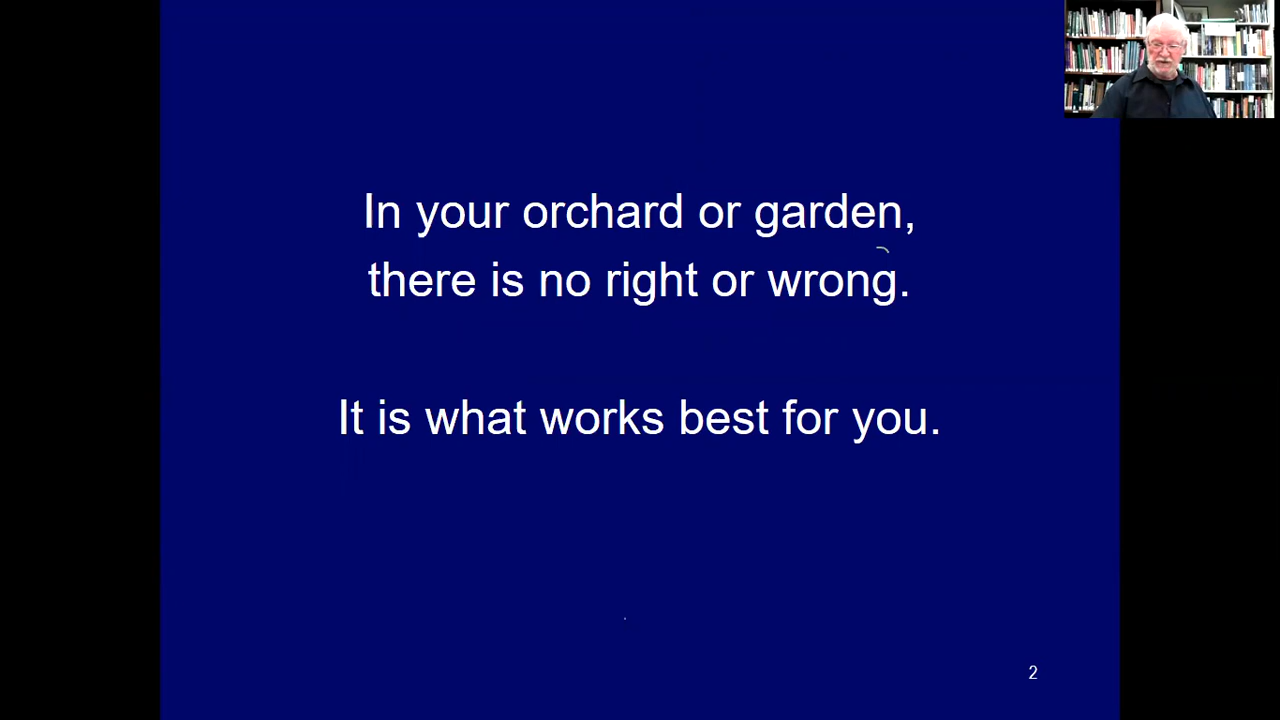 In your orchard or garden,
there is no right or wrong.
It is what works best for you.
2